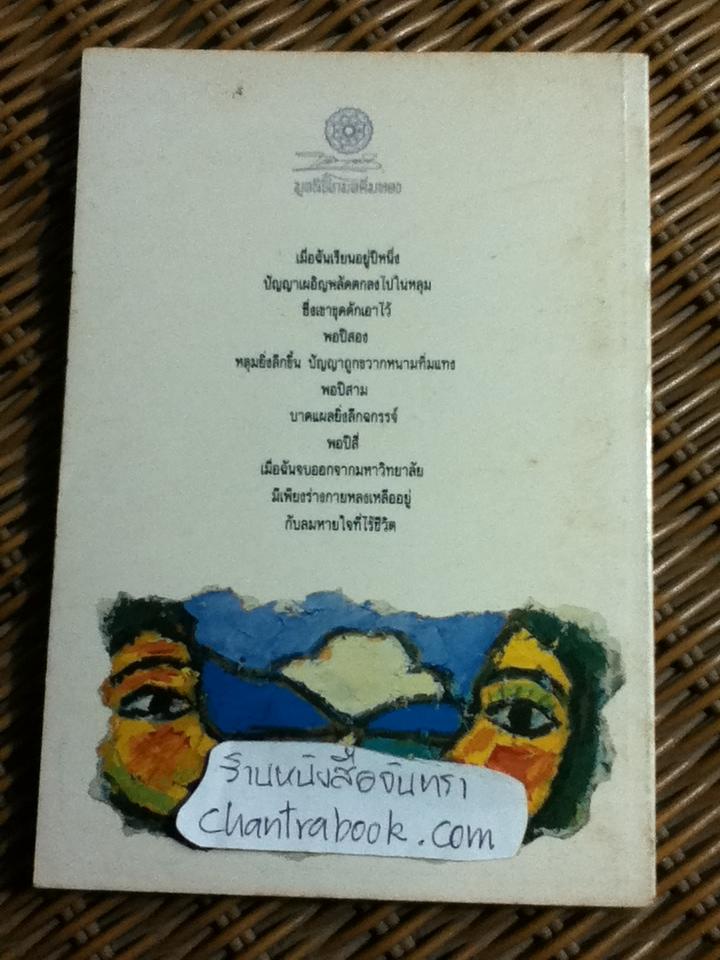 มูลนิธิโกมลคีมทอง
เมื่อฉันเรียนอยู่ปีหนึ่ง
ปัญญาเผอิญพลัดตกลงไปในหลุม
ซึ่งเขาขุดดักเอาไว้
พอปีสอง
หลุมยิ่งลึกขึ้น ปัญญาถูกขวากหนามทิ่มแทง
พอปีสาม
บาดแผลยิ่งลึกฉกรรจ์
พอปีสี่
เมื่อฉันจบออกจากมหาวิทยาลัย
มีเพียงร่างกายหลงเหลืออยู่
กับลมหายใจที่ไร้ชีวิต
ร้านหนังสือจันทรา
chantrabook.com